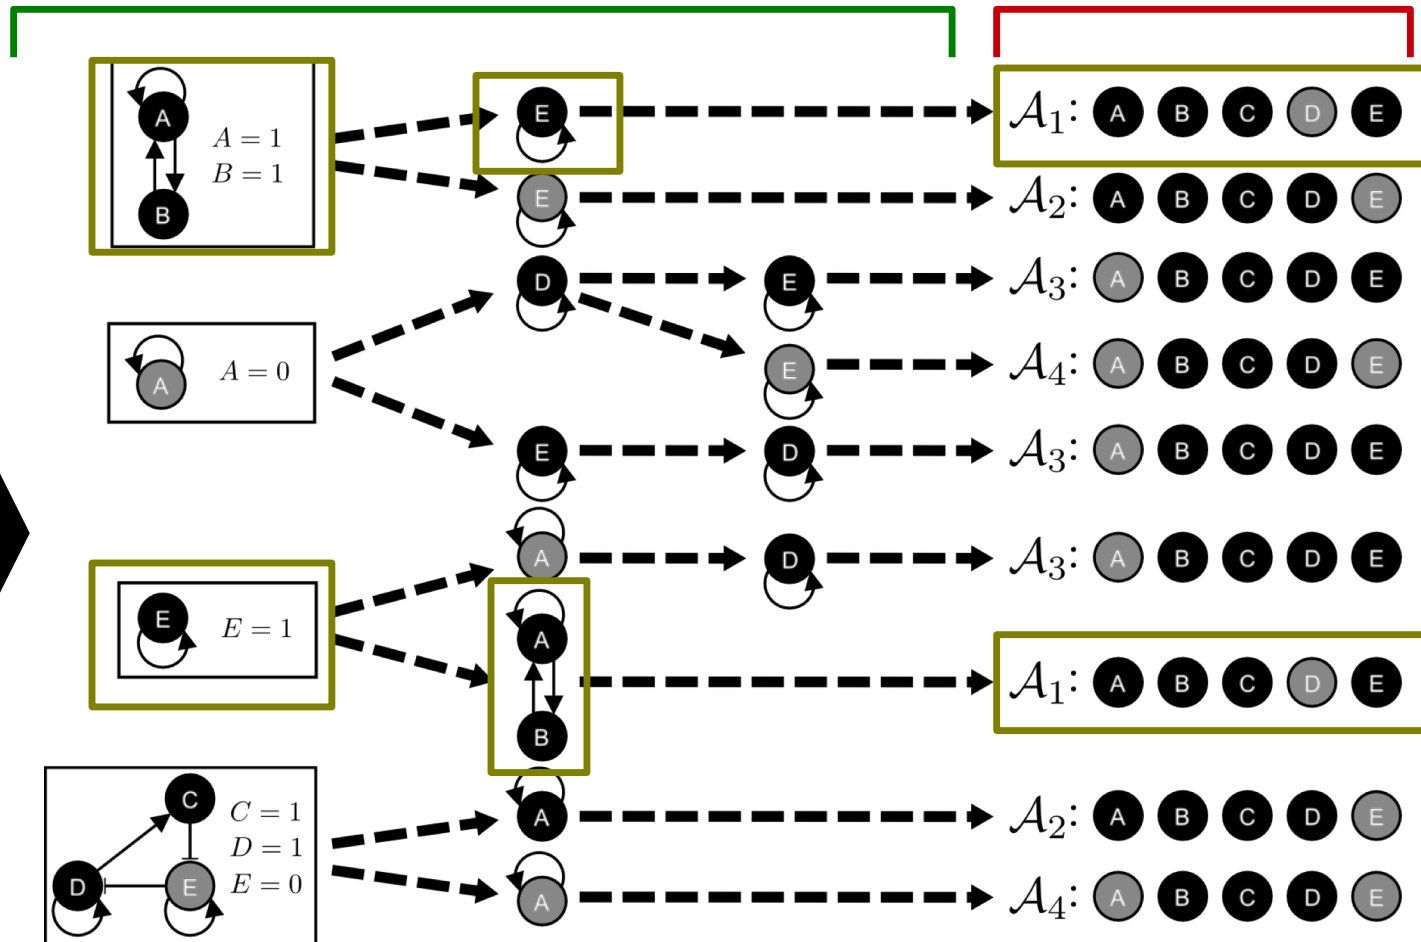 A
A = 1
B = 1
B
E
𝒜₁: A B C D E
E
𝒜₂: A B C D E
D
E
𝒜₃: A B C D E
A
A = 0
E
𝒜₄: A B C D E
E
D
𝒜₃: A B C D E
A
D
𝒜₃: A B C D E
E
E = 1
A
B
𝒜₁: A B C D E
C
C = 1
D = 1
E = 0
D
E
A
𝒜₂: A B C D E
A
𝒜₄: A B C D E